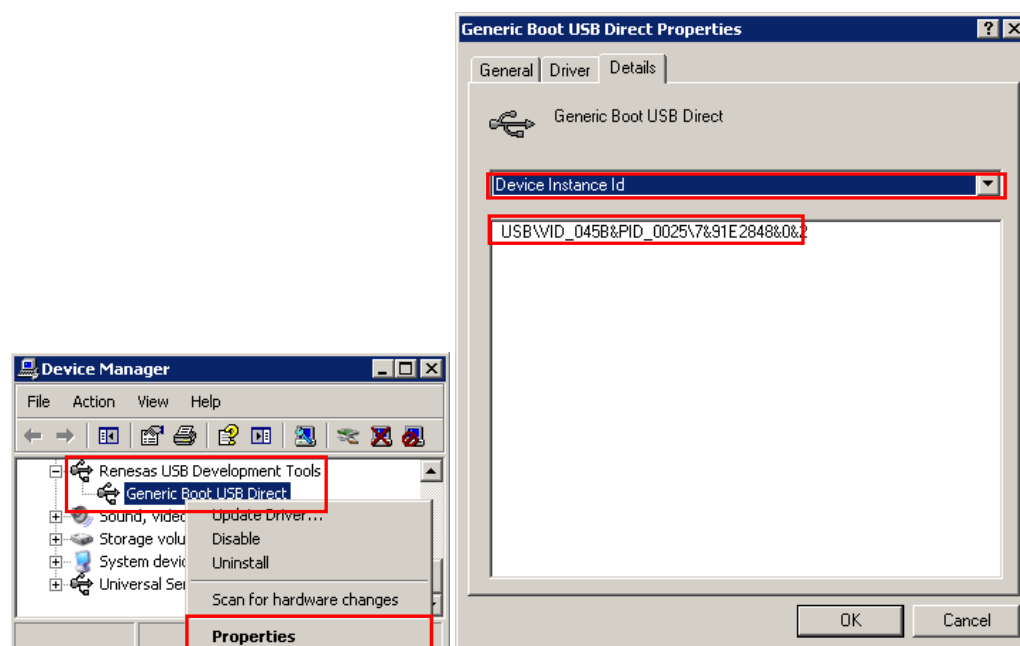 Generic Boot USB Direct Properties
General Driver Details
Generic Boot USB Direct
Device Instance Id
USB\VID_045B&PID_0025\7&91E2848&0&2
OK Cancel
Device Manager
File Action View Help
Renesas USB Development Tools
Generic Boot USB Direct
Sound, video
Storage volu
System devic
Universal Ser
Update Driver...
Disable
Uninstall
Scan for hardware changes
Properties